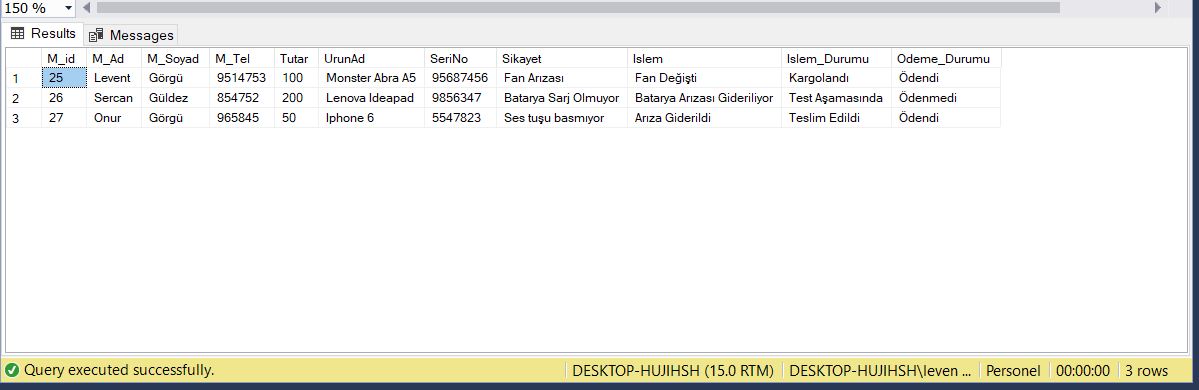 150 %
Results Messages
M_id M_Ad M_Soyad M_Tel Tutar UrunAd SeriNo Sikayet Islem Islem_Durumu Odeme_Durumu
1 25 Levent Görgü 9514753 100 Monster Abra A5 95687456 Fan Arızası Fan Değişti Kargolandı Ödendi
2 26 Sercan Güldez 854752 200 Lenova Ideapad 9856347 Batarya Sarj Olmuyor Batarya Arızası Gideriliyor Test Aşamasında Ödenmedi
3 27 Onur Görgü 965845 50 Iphone 6 5547823 Ses tuşu basmıyor Arıza Giderildi Teslim Edildi Ödendi
Query executed successfully. DESKTOP-HUJIHSH (15.0 RTM) DESKTOP-HUJIHSH\leven ... Personel 00:00:00 3 rows